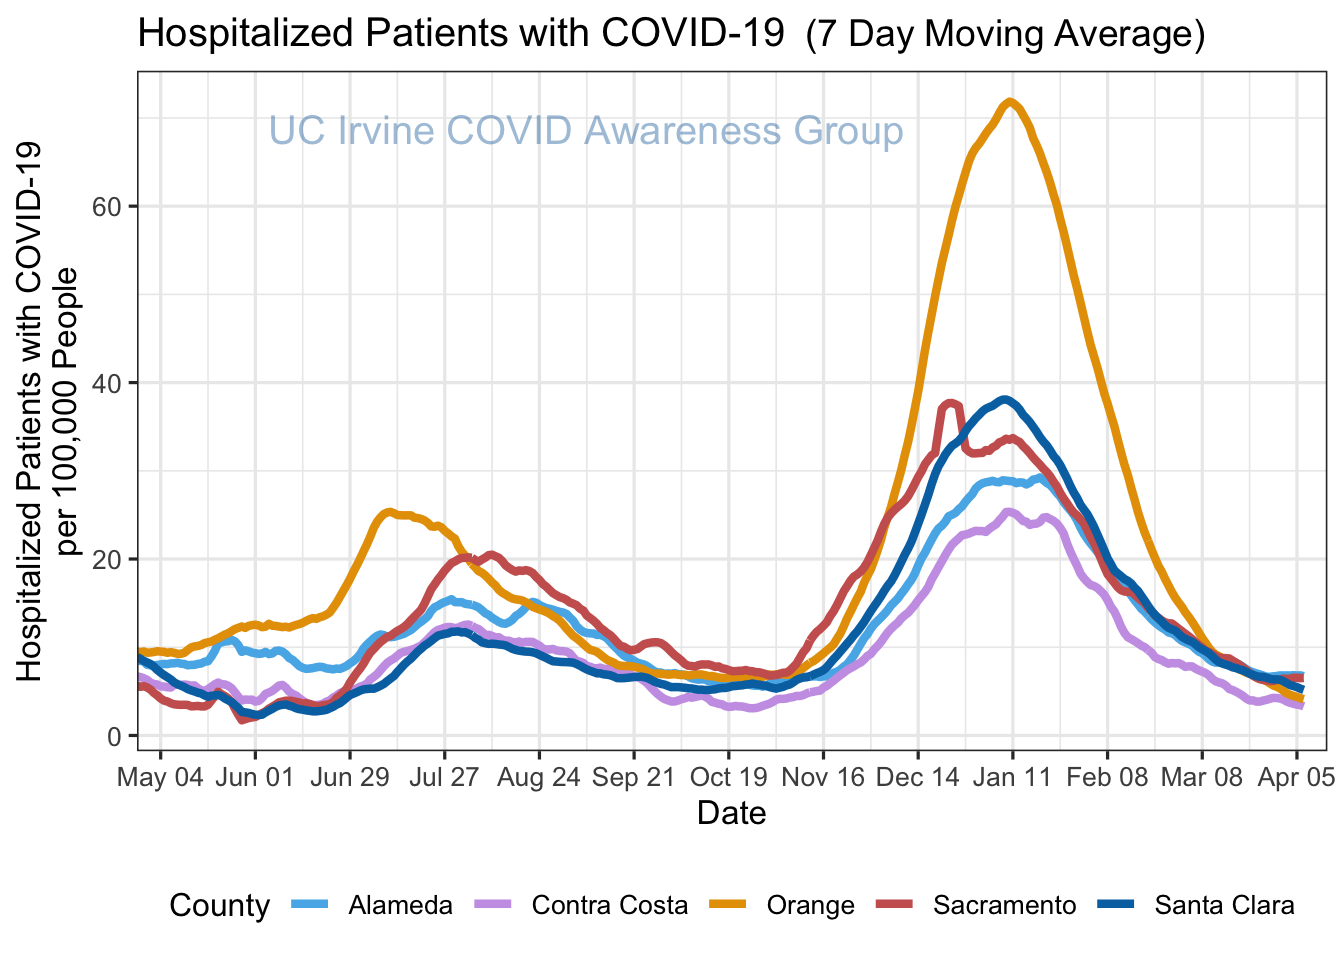 Hospitalized Patients with COVID-19 (7 Day Moving Average)
UC Irvine COVID Awareness Group
Hospitalized Patients with COVID-19
per 100,000 People
60
40
20
0
May 04 Jun 01 Jun 29 Jul 27 Aug 24 Sep 21 Oct 19 Nov 16 Dec 14 Jan 11 Feb 08 Mar 08 Apr 05
Date
County Alameda Contra Costa Orange Sacramento Santa Clara